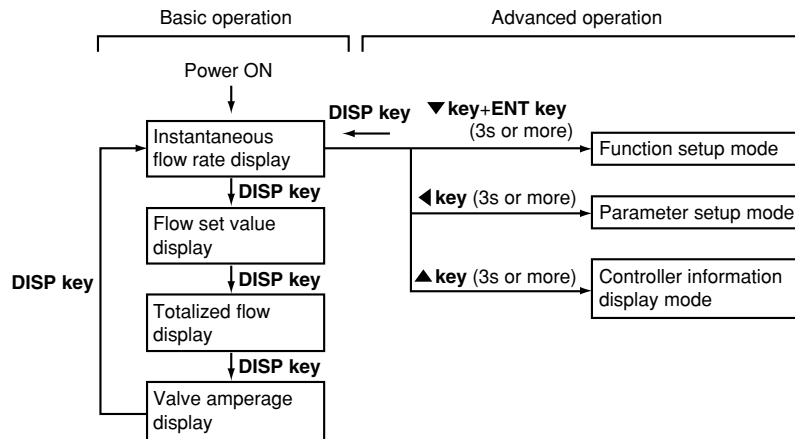 Basic operation
Advanced operation
Power ON
DISP key
▼key+ENT key
(3s or more)
Instantaneous
flow rate display
Function setup mode
DISP key
◀ key (3s or more)
Flow set value
display
Parameter setup mode
DISP key
DISP key
▲key (3s or more)
Controller information
display mode
Totalized flow
display
DISP key
Valve amperage
display